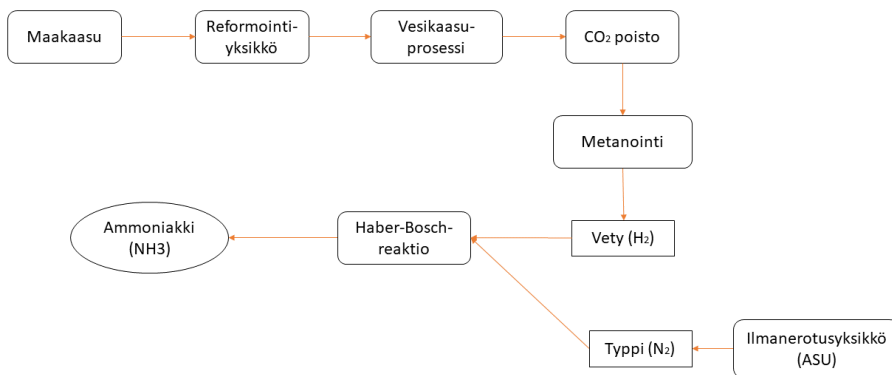 Maakaasu
Reformointi-
yksikkö
Vesikaasu-
prosessi
CO₂ poisto
Metanointi
Vety (H₂)
Haber-Bosch-
reaktio
Ammoniakki
(NH3)
Typpi (N₂)
Ilmanerotusyksikkö
(ASU)